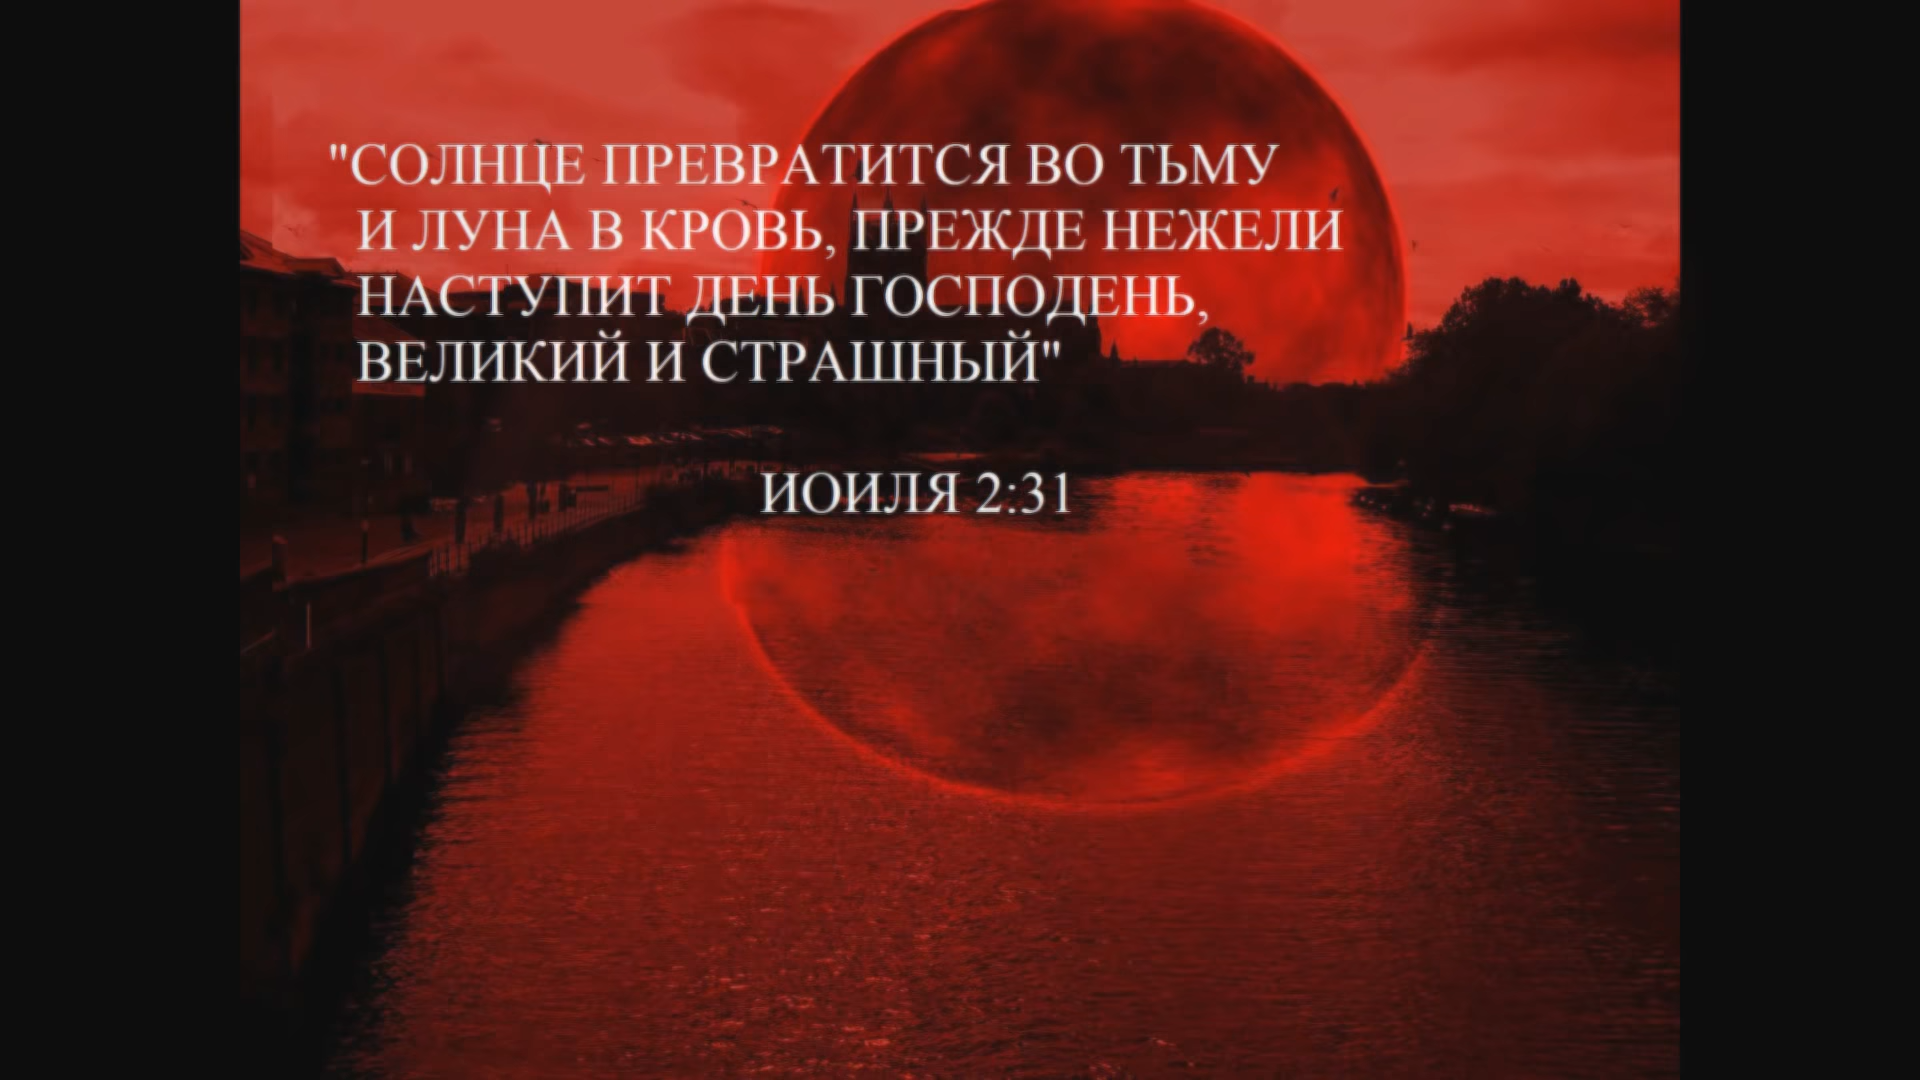 "СОЛНЦЕ ПРЕВРАТИТСЯ ВО ТЬМУ
И ЛУНА В КРОВЬ, ПРЕЖДЕ НЕЖЕЛИ
НАСТУПИТ ДЕНЬ ГОСПОДЕНЬ,
ВЕЛИКИЙ И СТРАШНЫЙ"
ИОИЛЯ 2:31